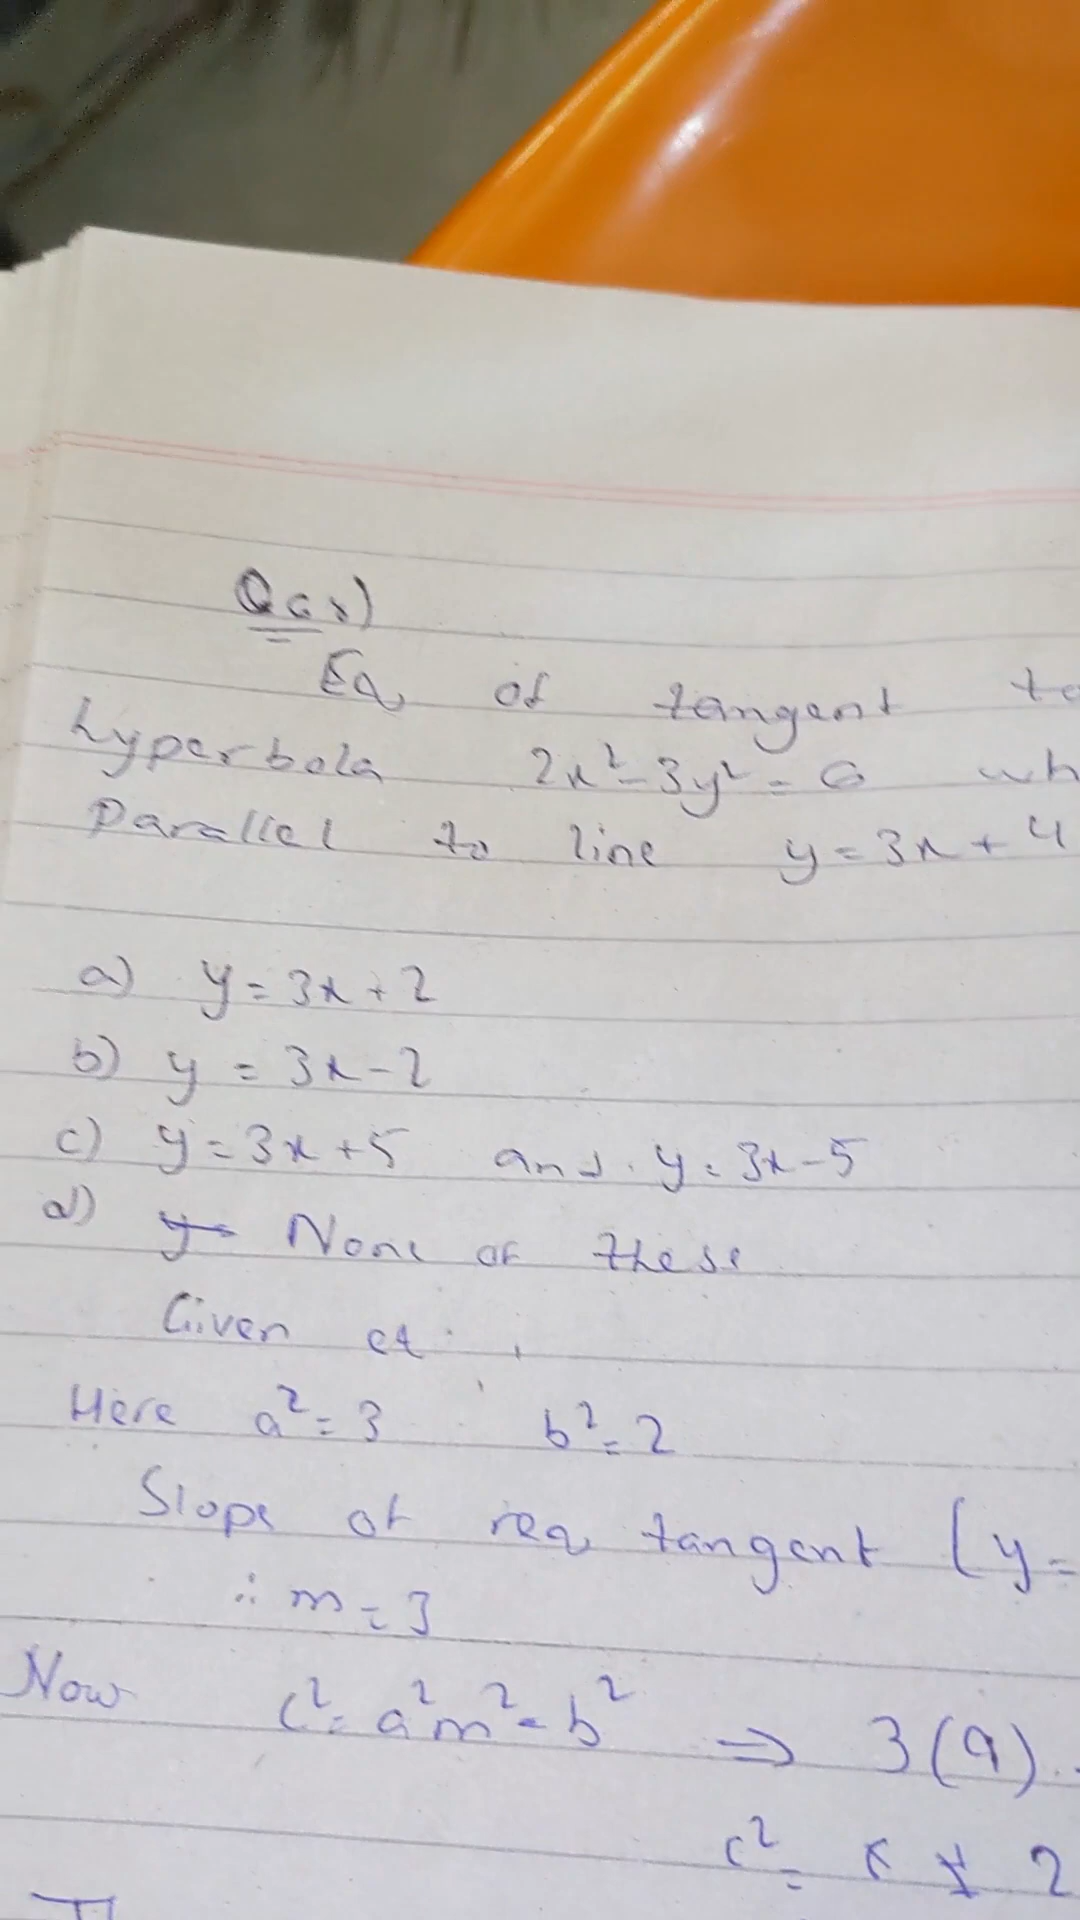 Eq of tangent to
hyperbola 2x²-3y²=6 wh
Parallel to line y=3x+4
a) y=3x+2
b) y=3x-2
c) y=3x+5 and y=3x-5
d) None of these
Given
Here a²=3 b²=2
Slope of req tangent (y=
∴ m=3
Now c²=a²m²-b² ⇒ 3(9)
c²= 2